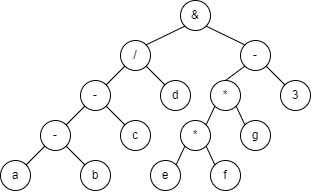 &
/ -
- d * 3
- c * g
a b e f